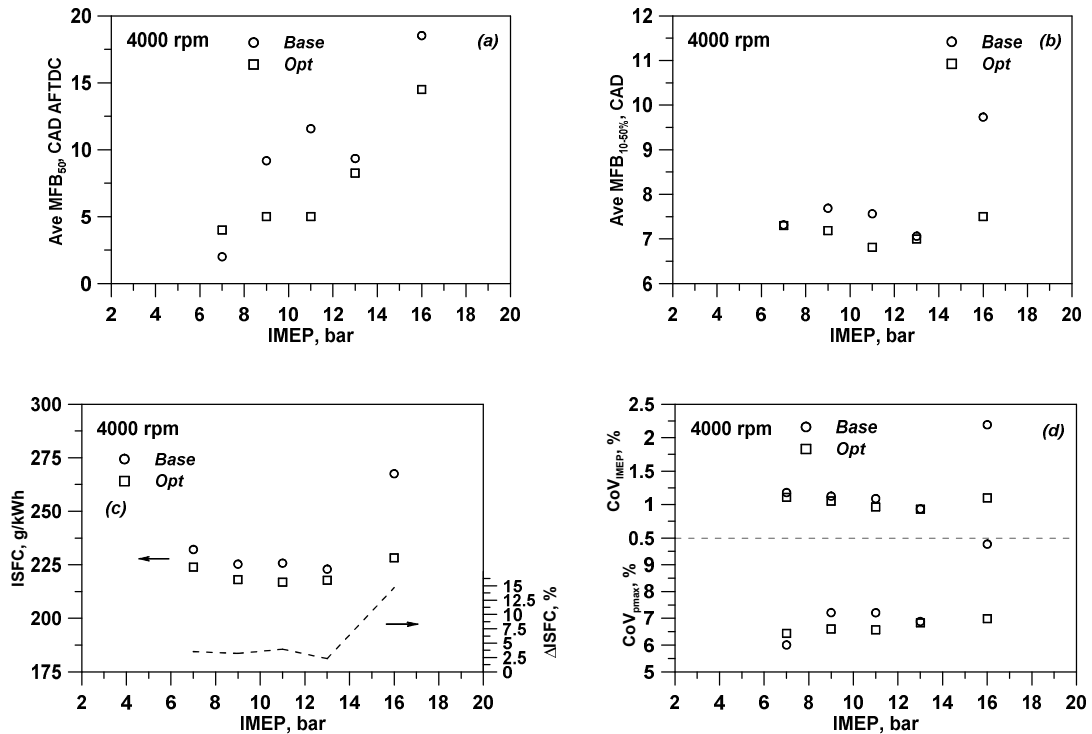 20
15
10
5
0
Ave MFB50, CAD AFTDC
4000 rpm
Base
Opt
(a)
2 4 6 8 10 12 14 16 18 20
IMEP, bar
12
11
10
9
8
7
6
Ave MFB10-50%, CAD
4000 rpm
Base
Opt
(b)
2 4 6 8 10 12 14 16 18 20
IMEP, bar
300
275
250
225
200
175
ISFC, g/kWh
4000 rpm
Base
Opt
(c)
15
12.5
10
7.5
5
2.5
0
ΔISFC, %
2 4 6 8 10 12 14 16 18 20
IMEP, bar
2.5
2
1.5
1
0.5
9
8
7
6
5
CoVIMEP, %
CoVpmax, %
4000 rpm
Base
Opt
(d)
2 4 6 8 10 12 14 16 18 20
IMEP, bar